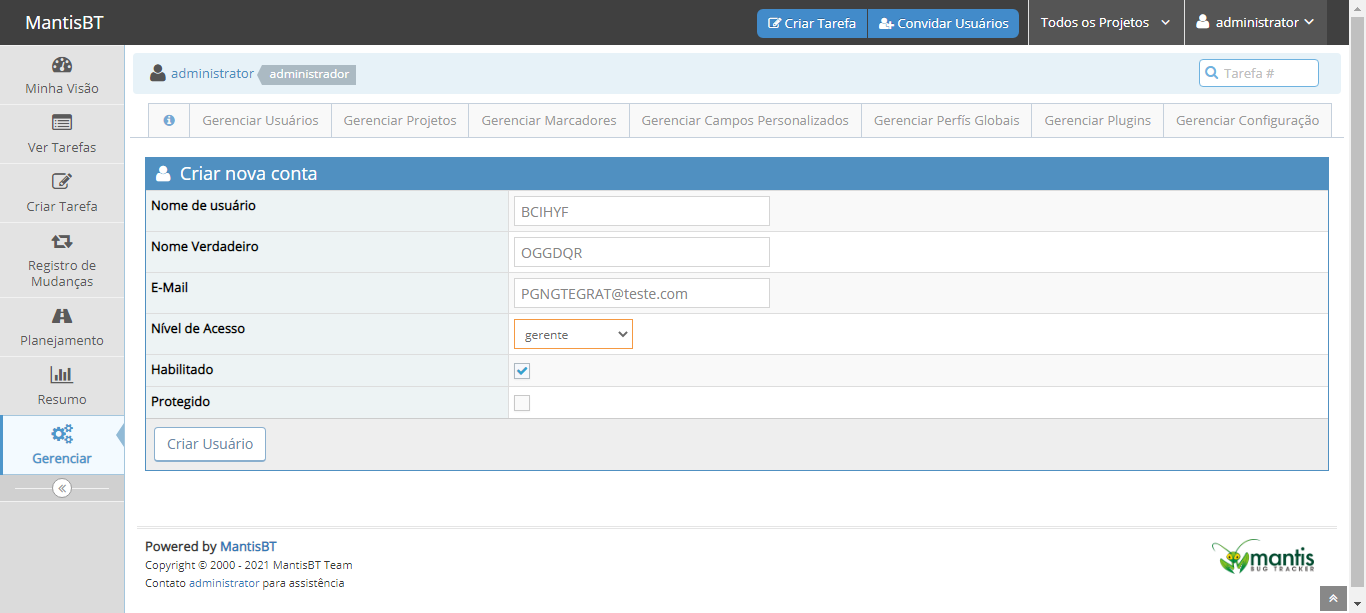 MantisBT
Criar Tarefa
Convidar Usuários
Todos os Projetos
administrator
Minha Visão
Ver Tarefas
Criar Tarefa
Registro de
Mudanças
Planejamento
Resumo
Gerenciar
administrator administrador
Tarefa #
Gerenciar Usuários
Gerenciar Projetos
Gerenciar Marcadores
Gerenciar Campos Personalizados
Gerenciar Perfís Globais
Gerenciar Plugins
Gerenciar Configuração
Criar nova conta
Nome de usuário
BCIHYF
Nome Verdadeiro
OGGDQR
E-Mail
PGNGTEGRAT@teste.com
Nível de Acesso
gerente
Habilitado
Protegido
Criar Usuário
Powered by MantisBT
Copyright © 2000 - 2021 MantisBT Team
Contato administrator para assistência
mantis
BUG TRACKER